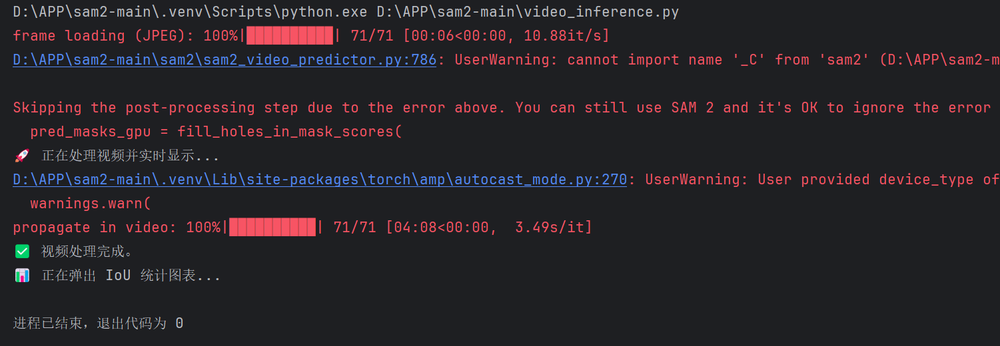 D:\APP\sam2-main\.venv\Scripts\python.exe D:\APP\sam2-main\video_inference.py
frame loading (JPEG): 100%|██████████| 71/71 [00:06<00:00, 10.88it/s]
D:\APP\sam2-main\sam2\sam2_video_predictor.py:786: UserWarning: cannot import name '_C' from 'sam2' (D:\APP\sam2-m
Skipping the post-processing step due to the error above. You can still use SAM 2 and it's OK to ignore the error
pred_masks_gpu = fill_holes_in_mask_scores(
🚀 正在处理视频并实时显示...
D:\APP\sam2-main\.venv\Lib\site-packages\torch\amp\autocast_mode.py:270: UserWarning: User provided device_type of
warnings.warn(
propagate in video: 100%|██████████| 71/71 [04:08<00:00,  3.49s/it]
✅ 视频处理完成。
📊 正在弹出 IoU 统计图表...
进程已结束，退出代码为 0